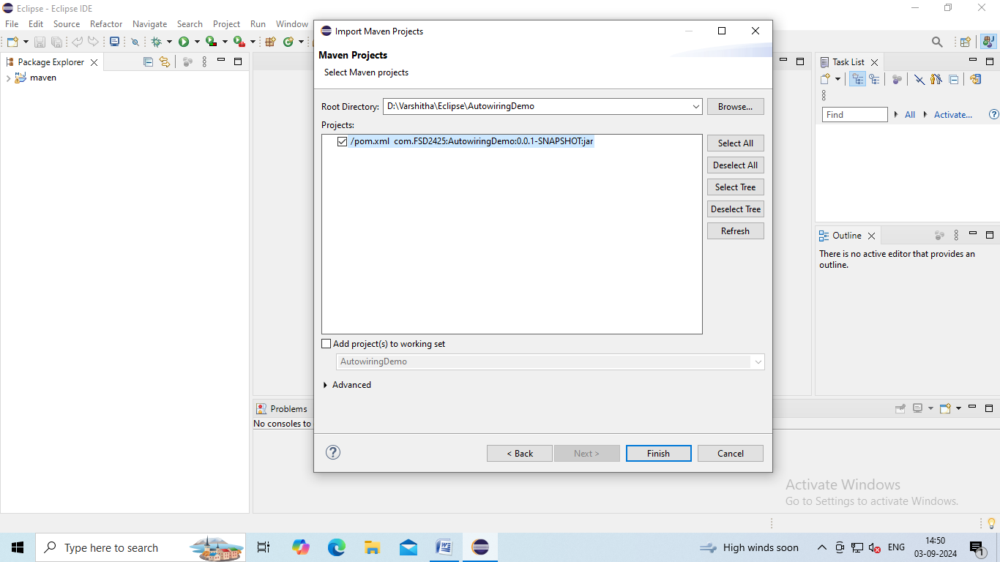 Eclipse - Eclipse IDE
File Edit Source Refactor Navigate Search Project Run Window
Package Explorer
maven
Import Maven Projects
Maven Projects
Select Maven projects
Root Directory: D:\Varshitha\Eclipse\AutowiringDemo Browse...
Projects:
/pom.xml com.FSD2425:AutowiringDemo:0.0.1-SNAPSHOT:jar
Select All
Deselect All
Select Tree
Deselect Tree
Refresh
Add project(s) to working set
AutowiringDemo
Advanced
< Back Next > Finish Cancel
Task List
Find All Activate...
Outline
There is no active editor that provides an
outline.
Problems
No consoles to
Activate Windows
Go to Settings to activate Windows.
Type here to search
High winds soon
ENG
14:50
03-09-2024
1